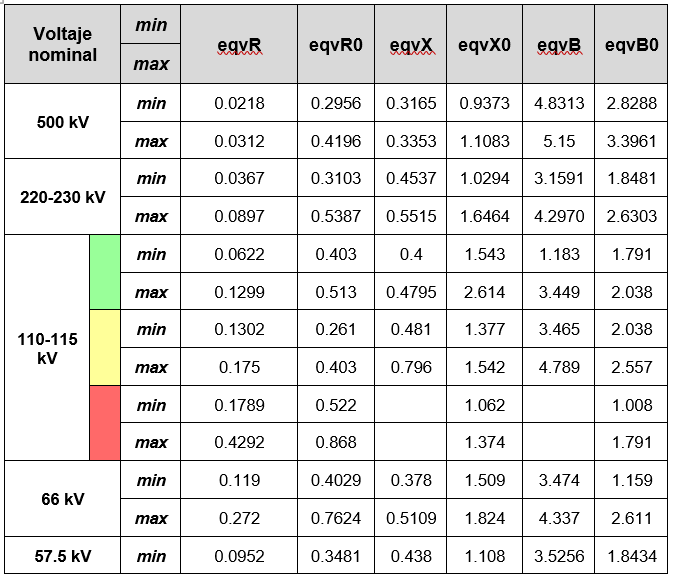 Voltaje nominal min eqvR eqvR0 eqvX eqvX0 eqvB eqvB0
max
500 kV min 0.0218 0.2956 0.3165 0.9373 4.8313 2.8288
max 0.0312 0.4196 0.3353 1.1083 5.15 3.3961
220-230 kV min 0.0367 0.3103 0.4537 1.0294 3.1591 1.8481
max 0.0897 0.5387 0.5515 1.6464 4.2970 2.6303
110-115 kV min 0.0622 0.403 0.4 1.543 1.183 1.791
max 0.1299 0.513 0.4795 2.614 3.449 2.038
min 0.1302 0.261 0.481 1.377 3.465 2.038
max 0.175 0.403 0.796 1.542 4.789 2.557
min 0.1789 0.522 1.062 1.008
max 0.4292 0.868 1.374 1.791
66 kV min 0.119 0.4029 0.378 1.509 3.474 1.159
max 0.272 0.7624 0.5109 1.824 4.337 2.611
57.5 kV min 0.0952 0.3481 0.438 1.108 3.5256 1.8434